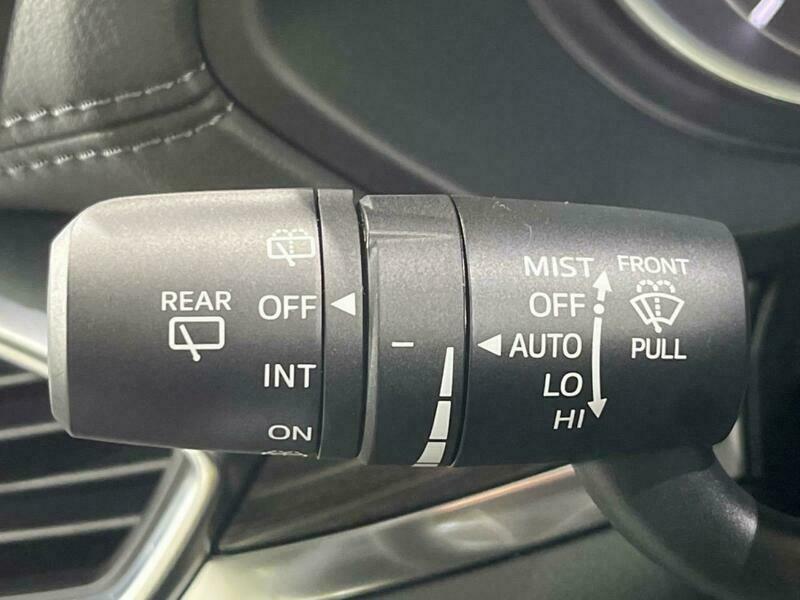 REAR
OFF
INT
ON
MIST
OFF
AUTO
LO
HI
FRONT
PULL